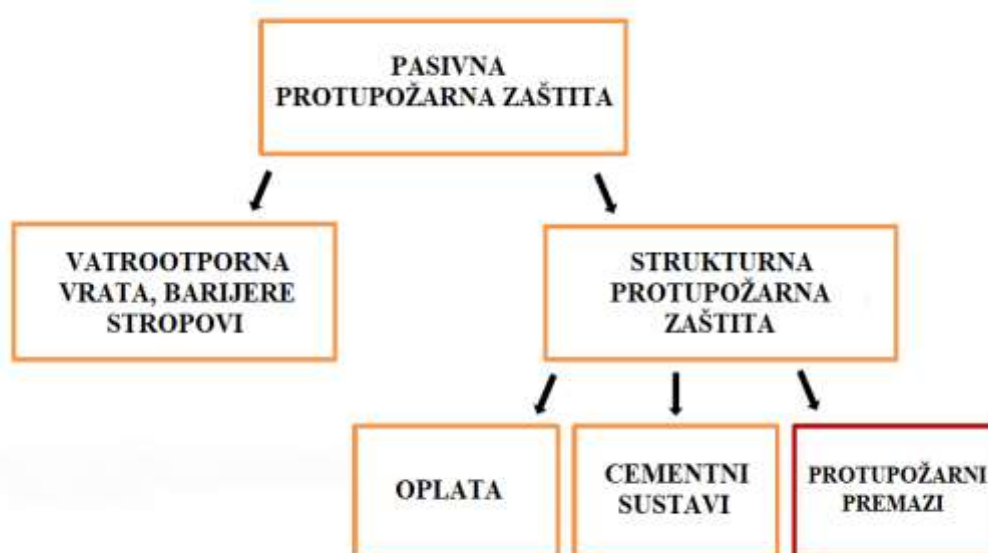 PASIVNA
PROTUPOŽARNA ZAŠTITA
VATROOTPORNA
VRATA, BARIJERE
STROPOVI
STRUKTURNA
PROTUPOŽARNA
ZAŠTITA
OPLATA
CEMENTNI
SUSTAVI
PROTUPOŽARNI
PREMAZI